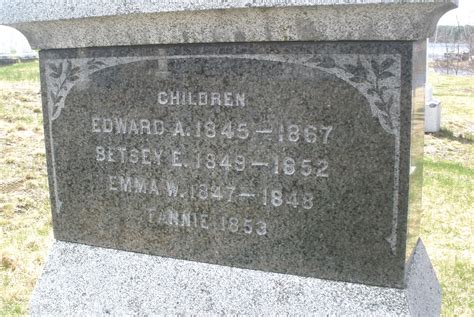 CHILDREN
EDWARD A. 1845 — 1867
BETSEY E. 1849 — 1852
EMMA W. 1847 — 1848
FANNIE, 1853